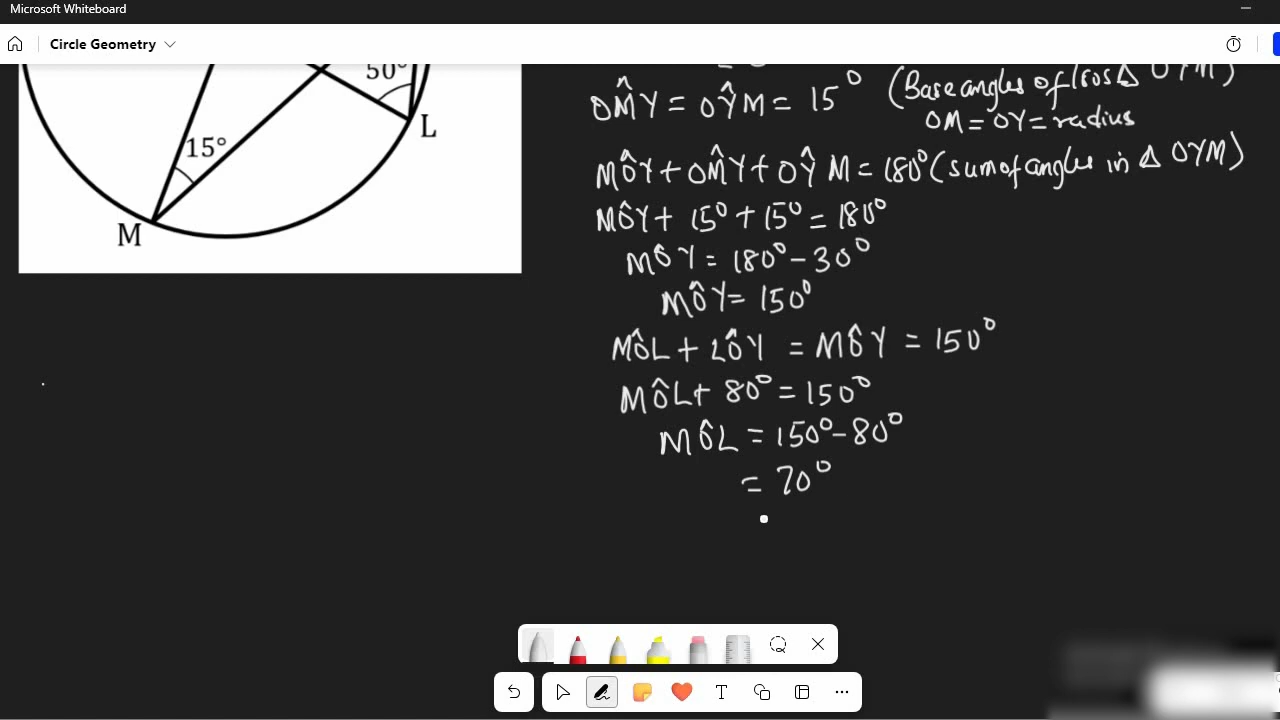 Microsoft Whiteboard
Circle Geometry
50°
L
15°
M
OM̂Y = OŶM = 15° (Base angles of Isos Δ OYM)
OM = OY = radius
MÔY + OM̂Y + OŶM = 180° (sum of angles in Δ OYM)
MÔY + 15° + 15° = 180°
MÔY = 180° - 30°
MÔY = 150°
MÔL + LÔY = MÔY = 150°
MÔL + 80° = 150°
MÔL = 150° - 80°
= 70°
T